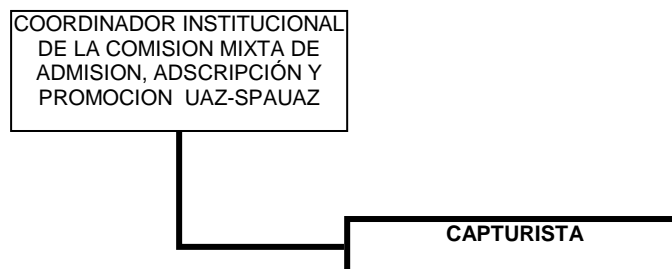 COORDINADOR INSTITUCIONAL
DE LA COMISION MIXTA DE
ADMISION, ADSCRIPCIÓN Y
PROMOCION UAZ-SPAUAZ
CAPTURISTA